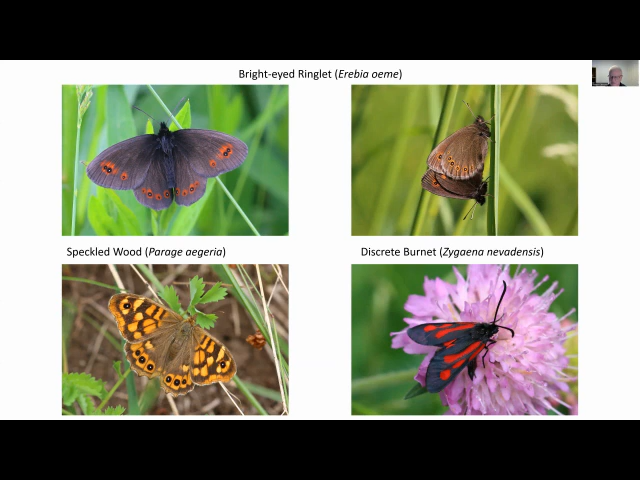 Bright-eyed Ringlet (Erebia oeme)
Speckled Wood (Parage aegeria)
Discrete Burnet (Zygaena nevadensis)